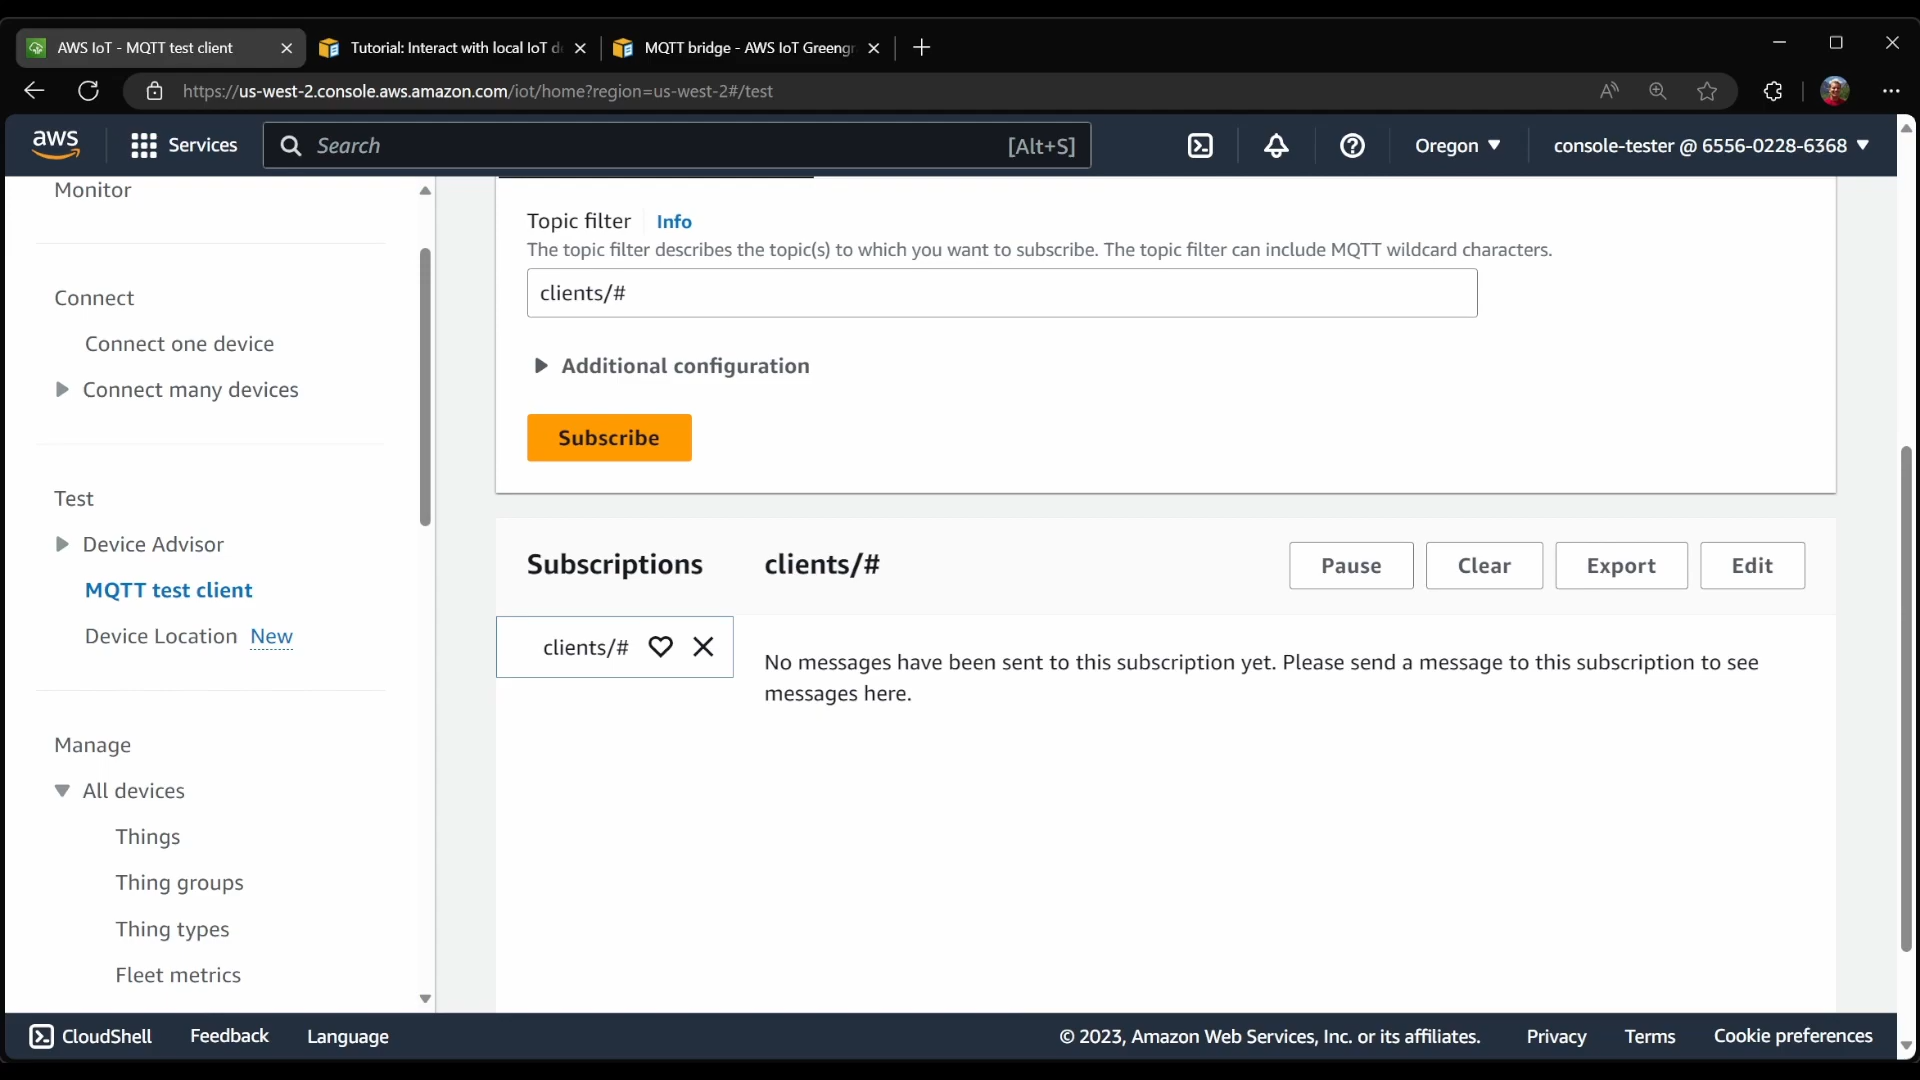 AWS IoT - MQTT test client
Tutorial: Interact with local IoT d
MQTT bridge - AWS IoT Greengr
https://us-west-2.console.aws.amazon.com/iot/home?region=us-west-2#/test
aws
Services
Search
[Alt+S]
Oregon
console-tester @ 6556-0228-6368
Monitor
Connect
Connect one device
Connect many devices
Test
Device Advisor
MQTT test client
Device Location New
Manage
All devices
Things
Thing groups
Thing types
Fleet metrics
Topic filter Info
The topic filter describes the topic(s) to which you want to subscribe. The topic filter can include MQTT wildcard characters.
clients/#
Additional configuration
Subscribe
Subscriptions
clients/#
Pause
Clear
Export
Edit
clients/#
No messages have been sent to this subscription yet. Please send a message to this subscription to see
messages here.
CloudShell
Feedback
Language
© 2023, Amazon Web Services, Inc. or its affiliates.
Privacy
Terms
Cookie preferences